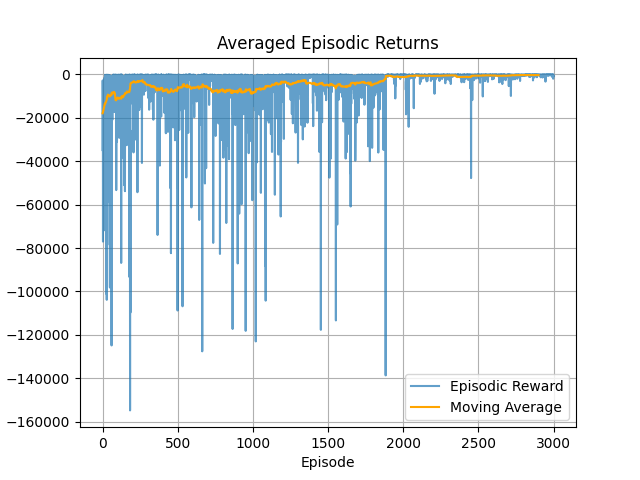 Averaged Episodic Returns
0
−20000
−40000
−60000
−80000
−100000
−120000
−140000
−160000
Episodic Reward
Moving Average
0 500 1000 1500 2000 2500 3000
Episode